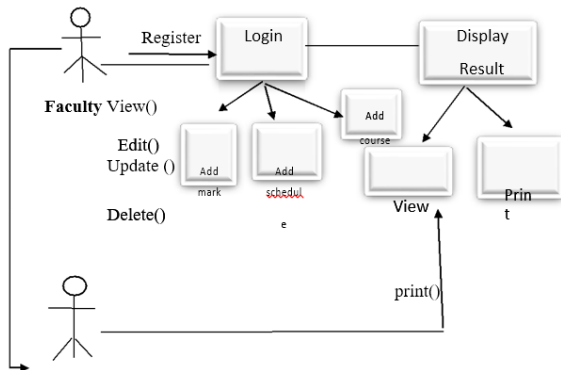 Register
Login
Display
Result
Faculty View()
Edit()
Update ()
Delete()
Add
mark
Add
schedul
e
Add
course
View
Prin
t
print()